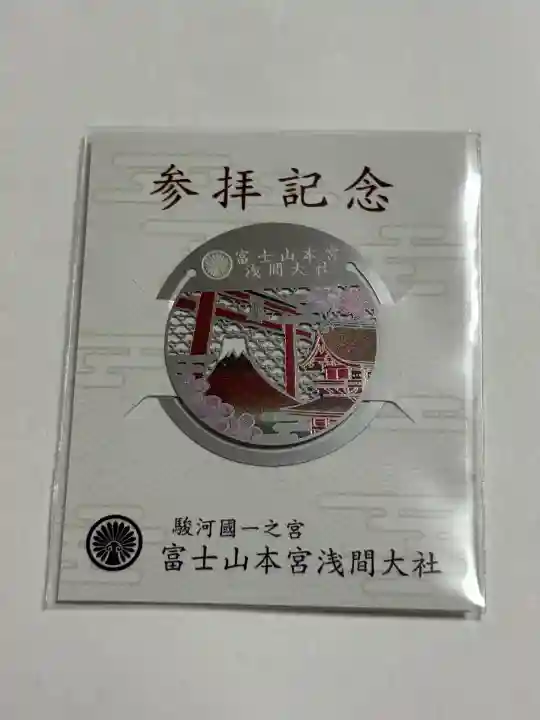 参拝記念
富士山本宮
浅間大社
駿河國一之宮
富士山本宮浅間大社